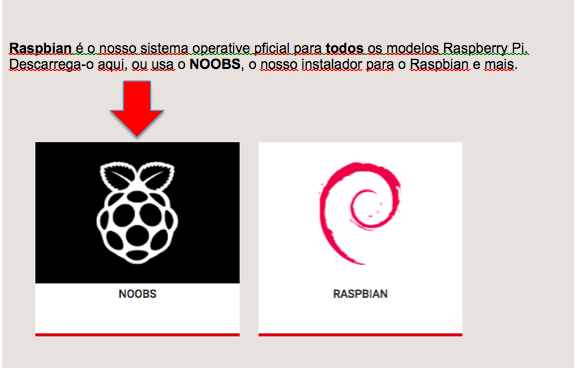 Raspbian é o nosso sistema operative pficial para todos os modelos Raspberry Pi.
Descarrega-o aqui, ou usa o NOOBS, o nosso instalador para o Raspbian e mais.
NOOBS
RASPBIAN